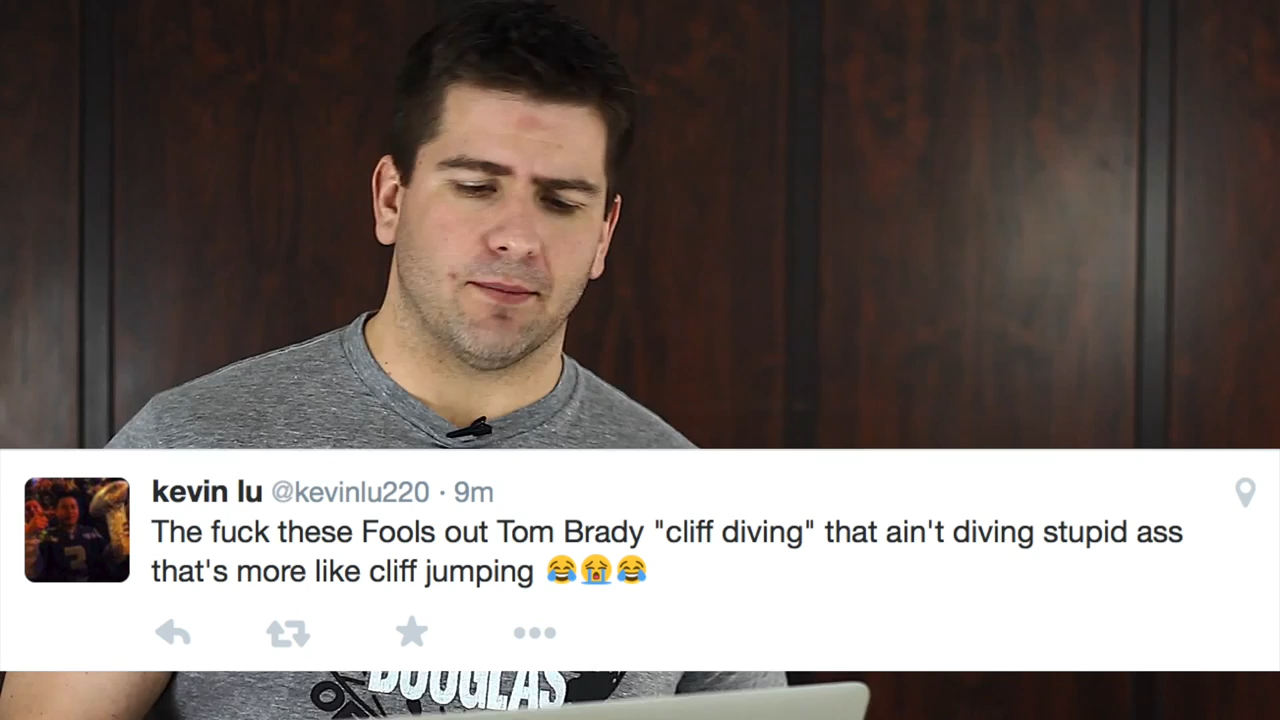 kevin lu @kevinlu220 · 9m
The fuck these Fools out Tom Brady "cliff diving" that ain't diving stupid ass
that's more like cliff jumping 😂😭😂
DOUGLAS